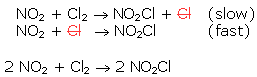 NO₂ + Cl₂ → NO₂Cl + Cl (slow)
NO₂ + Cl → NO₂Cl (fast)
2 NO₂ + Cl₂ → 2 NO₂Cl